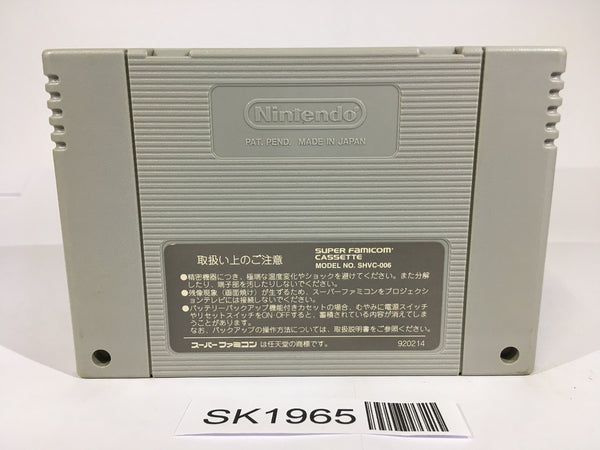 Nintendo
PAT. PEND. MADE IN JAPAN
取扱い上のご注意
SUPER FAMICOM
CASSETTE
MODEL NO. SHVC-006
●精密機器につき、極端な温度変化やショックを避けてください。また分解
したり、端子部を汚したりしないでください。
●残像現象（画面焼け）が生ずるため、スーパーファミコンをプロジェクシ
ョンテレビには接続しないでください。
●バッテリーバックアップ機能付きカセットの場合、むやみに電源スイッチ
やリセットスイッチをON・OFFすると、蓄積されている内容が消えてしま
うことがあります。
なお、バックアップの操作方法については、取扱説明書をご参照ください。
スーパーファミコンは任天堂の商標です。
920214
SK1965